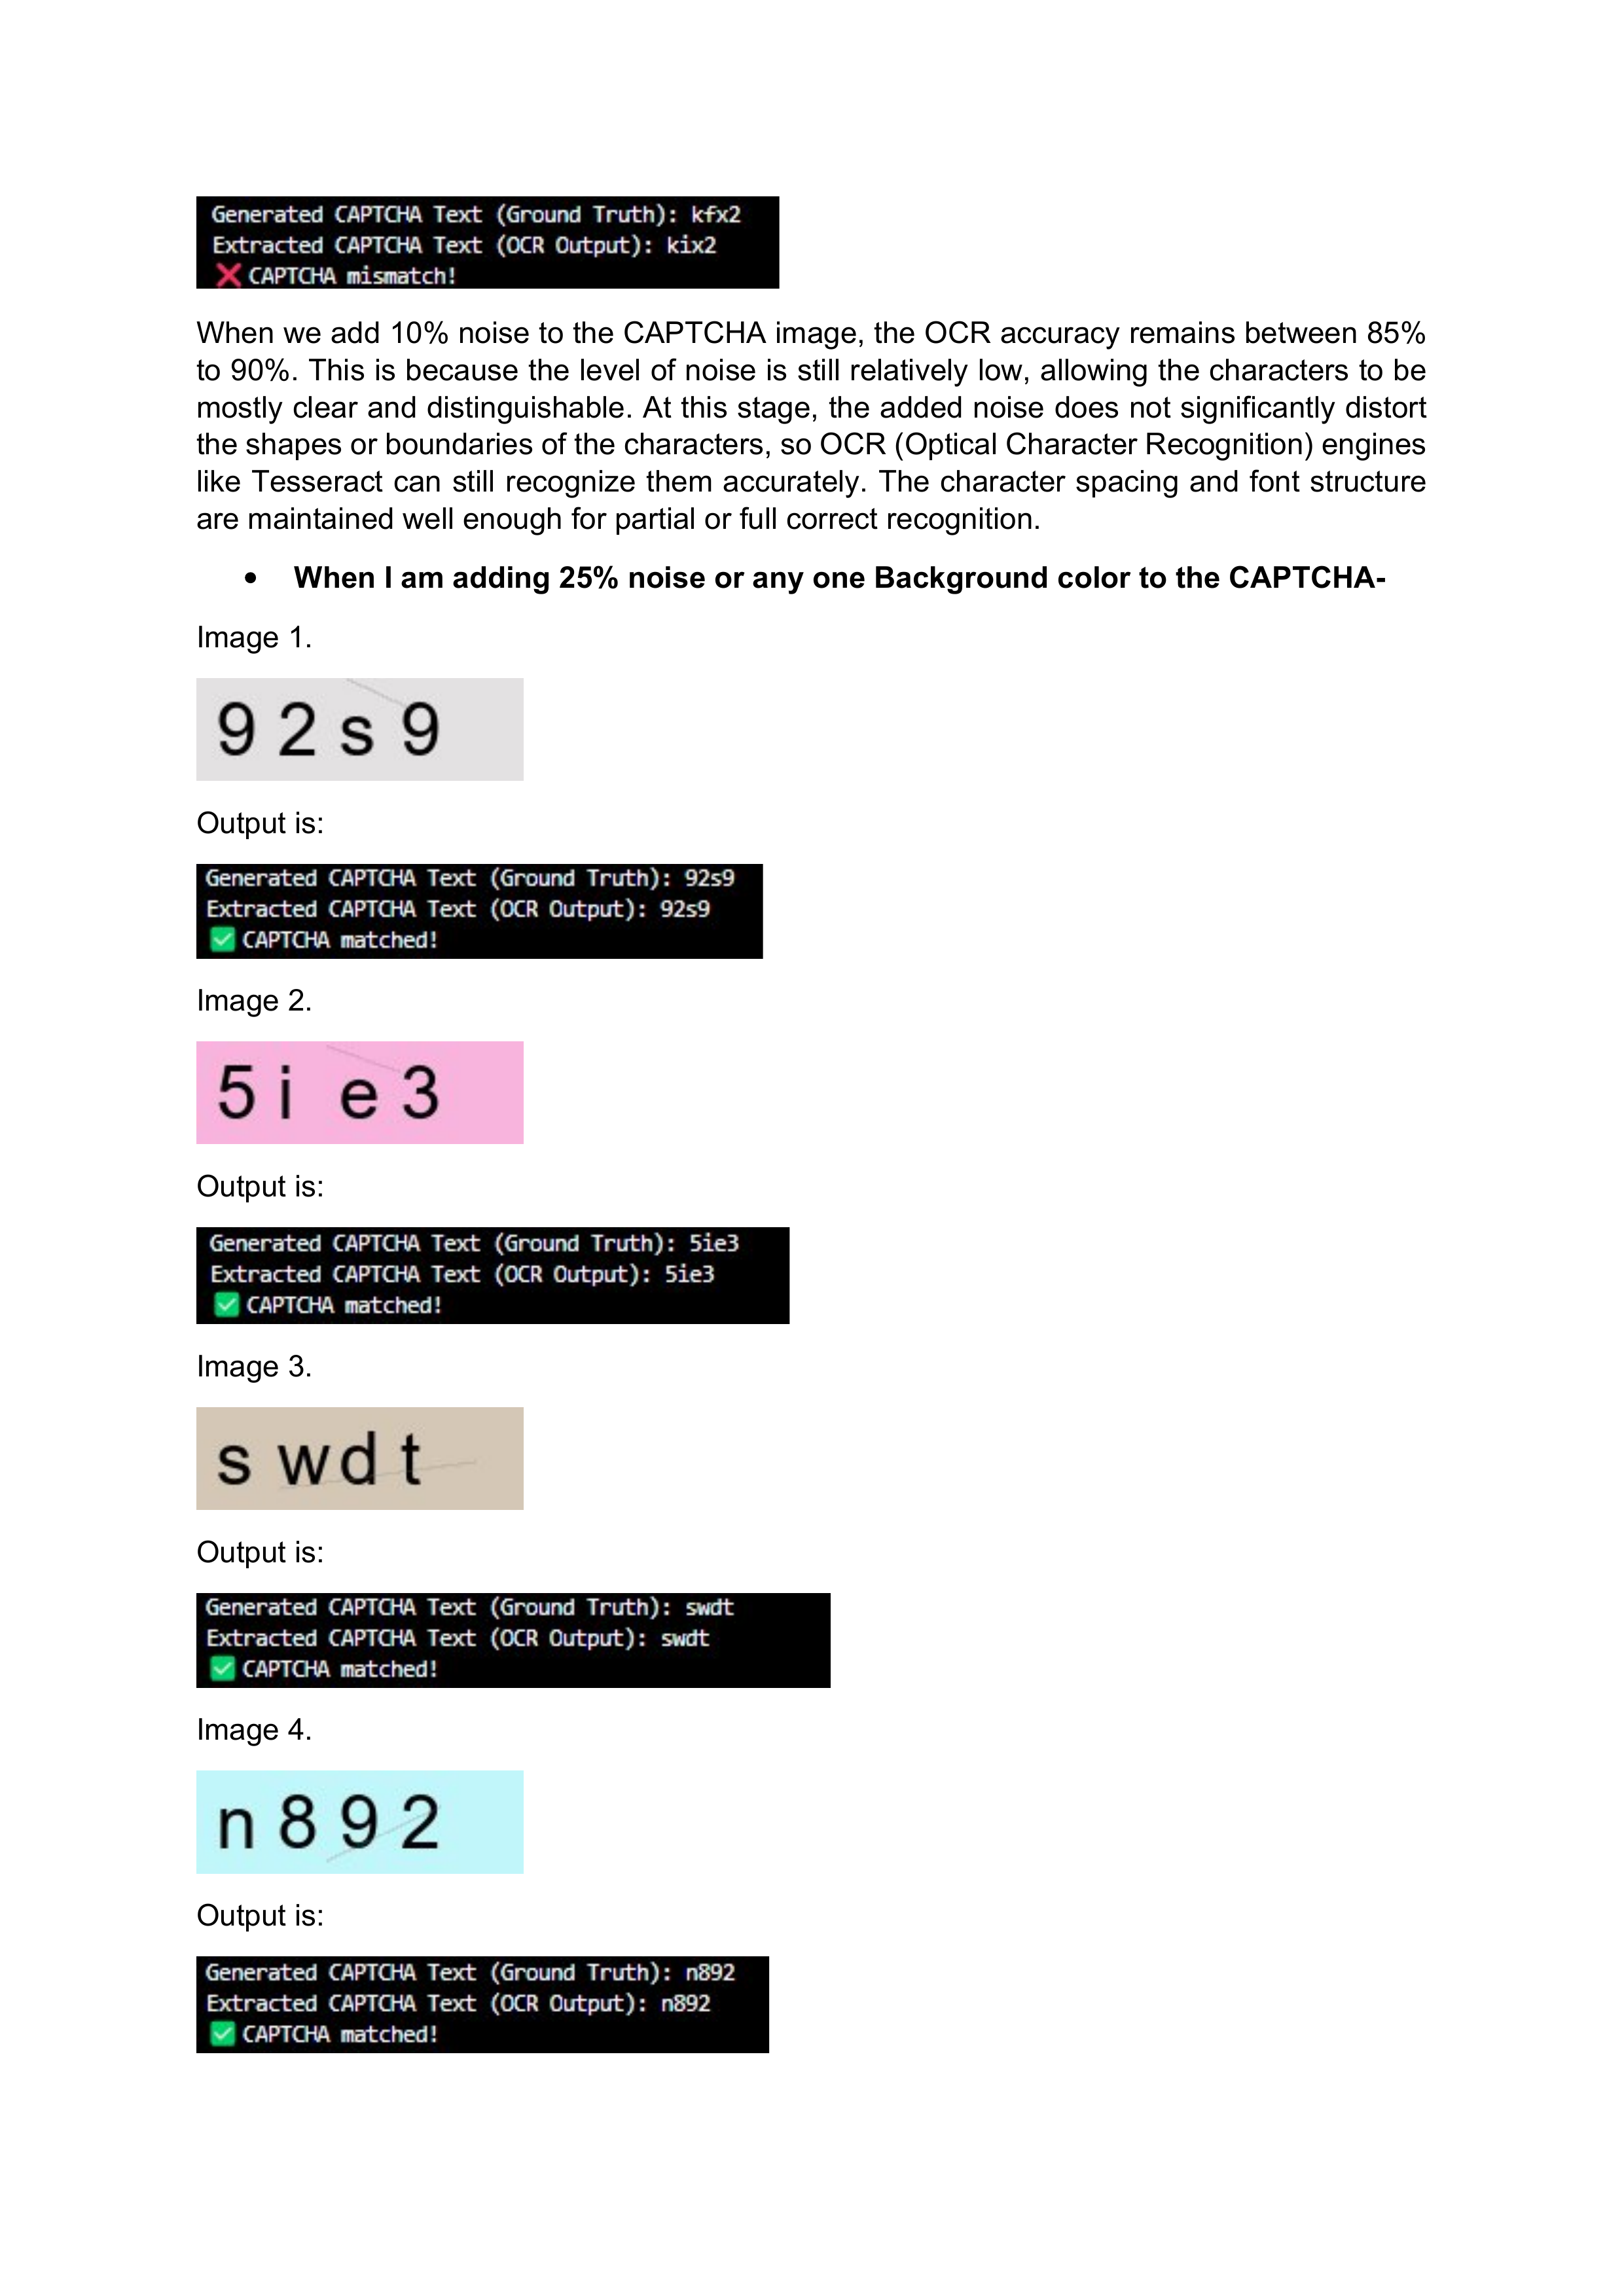 Generated CAPTCHA Text (Ground Truth): kfx2
Extracted CAPTCHA Text (OCR Output): kix2
❌ CAPTCHA mismatch!
When we add 10% noise to the CAPTCHA image, the OCR accuracy remains between 85%
to 90%. This is because the level of noise is still relatively low, allowing the characters to be
mostly clear and distinguishable. At this stage, the added noise does not significantly distort
the shapes or boundaries of the characters, so OCR (Optical Character Recognition) engines
like Tesseract can still recognize them accurately. The character spacing and font structure
are maintained well enough for partial or full correct recognition.
• When I am adding 25% noise or any one Background color to the CAPTCHA-
Image 1.
9 2 s 9
Output is:
Generated CAPTCHA Text (Ground Truth): 92s9
Extracted CAPTCHA Text (OCR Output): 92s9
✅ CAPTCHA matched!
Image 2.
5 i e 3
Output is:
Generated CAPTCHA Text (Ground Truth): 5ie3
Extracted CAPTCHA Text (OCR Output): 5ie3
✅ CAPTCHA matched!
Image 3.
s w d t
Output is:
Generated CAPTCHA Text (Ground Truth): swdt
Extracted CAPTCHA Text (OCR Output): swdt
✅ CAPTCHA matched!
Image 4.
n 8 9 2
Output is:
Generated CAPTCHA Text (Ground Truth): n892
Extracted CAPTCHA Text (OCR Output): n892
✅ CAPTCHA matched!